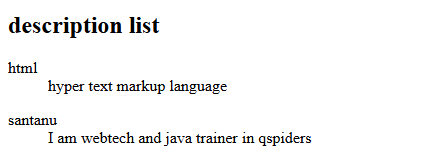 description list
html
hyper text markup language
santanu
I am webtech and java trainer in qspiders